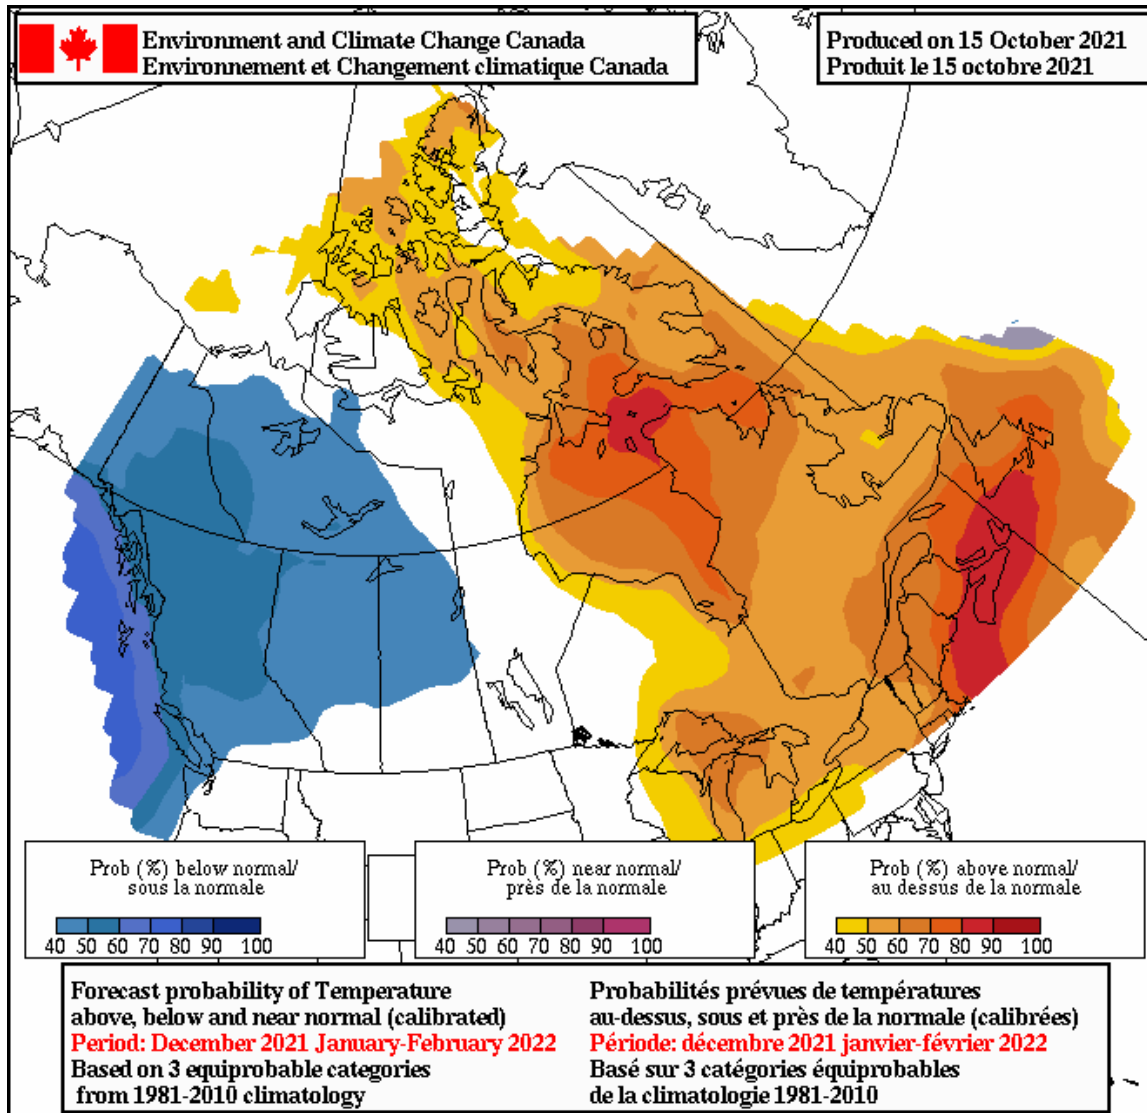 Environment and Climate Change Canada
Environnement et Changement climatique Canada
Produced on 15 October 2021
Produit le 15 octobre 2021
Prob (%) below normal/
sous la normale
40 50 60 70 80 90 100
Prob (%) near normal/
près de la normale
40 50 60 70 80 90 100
Prob (%) above normal/
au dessus de la normale
40 50 60 70 80 90 100
Forecast probability of Temperature
above, below and near normal (calibrated)
Period: December 2021 January-February 2022
Based on 3 equiprobable categories
from 1981-2010 climatology
Probabilités prévues de températures
au-dessus, sous et près de la normale (calibrées)
Période: décembre 2021 janvier-février 2022
Basé sur 3 catégories équiprobables
de la climatologie 1981-2010